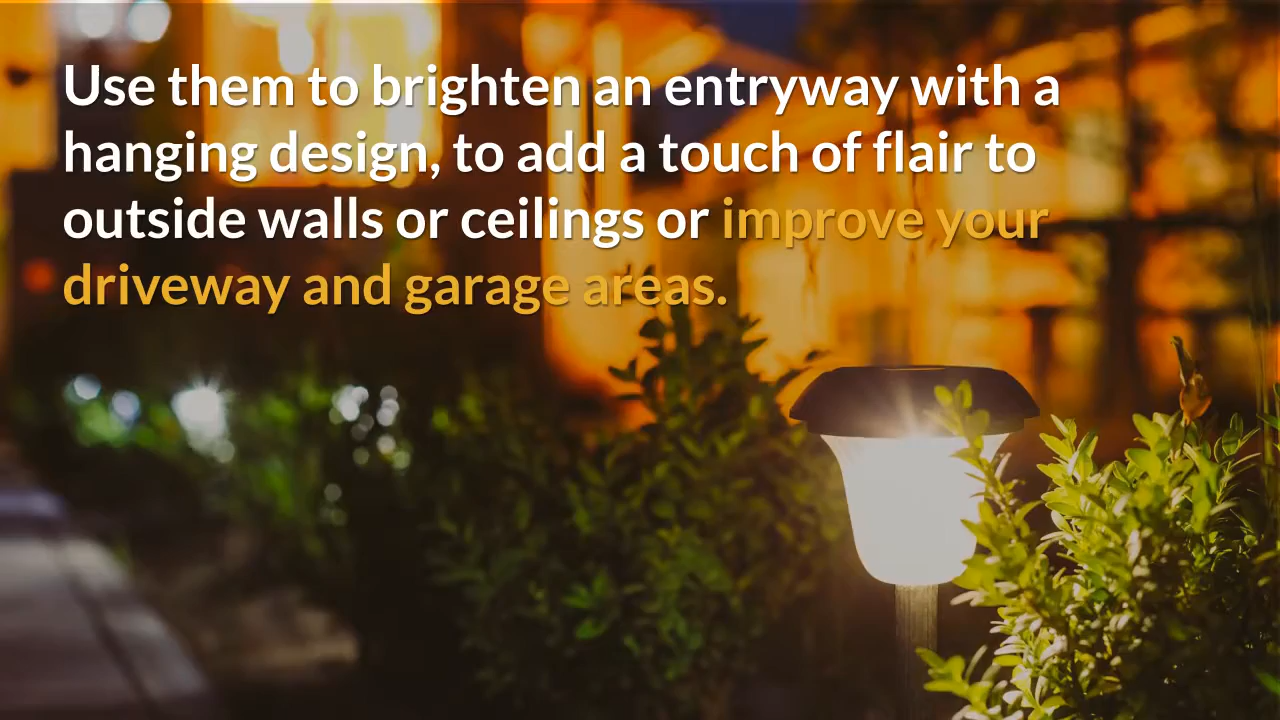 Use them to brighten an entryway with a
hanging design, to add a touch of flair to
outside walls or ceilings or improve your
driveway and garage areas.